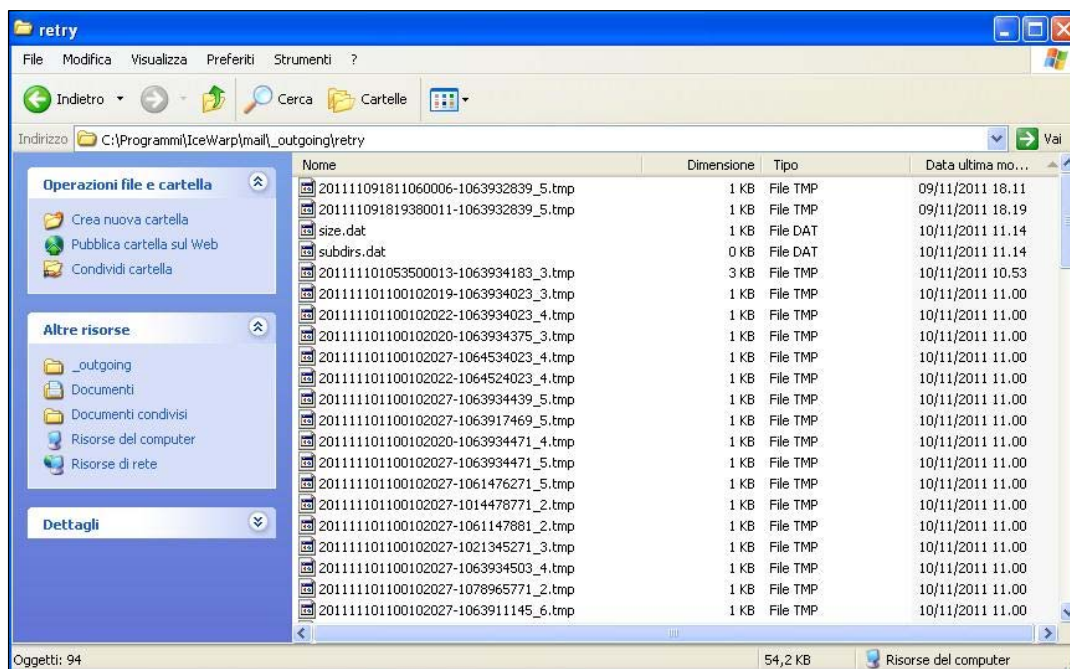 retry
File Modifica Visualizza Preferiti Strumenti ?
Indietro Cerca Cartelle
Indirizzo C:\Programmi\IceWarp\mail\_outgoing\retry Vai
Operazioni file e cartella
Crea nuova cartella
Pubblica cartella sul Web
Condividi cartella
Altre risorse
_outgoing
Documenti
Documenti condivisi
Risorse del computer
Risorse di rete
Dettagli
Nome Dimensione Tipo Data ultima mo...
201111091811060006-1063932839_5.tmp 1 KB File TMP 09/11/2011 18.11
201111091819380011-1063932839_5.tmp 1 KB File TMP 09/11/2011 18.19
size.dat 1 KB File DAT 10/11/2011 11.14
subdirs.dat 0 KB File DAT 10/11/2011 11.14
201111101053500013-1063934183_3.tmp 3 KB File TMP 10/11/2011 10.53
201111101100102019-1063934023_3.tmp 1 KB File TMP 10/11/2011 11.00
201111101100102022-1063934023_4.tmp 1 KB File TMP 10/11/2011 11.00
201111101100102020-1063934375_3.tmp 1 KB File TMP 10/11/2011 11.00
201111101100102027-1064534023_4.tmp 1 KB File TMP 10/11/2011 11.00
201111101100102022-1064524023_4.tmp 1 KB File TMP 10/11/2011 11.00
201111101100102027-1063934439_5.tmp 1 KB File TMP 10/11/2011 11.00
201111101100102027-1063917469_5.tmp 1 KB File TMP 10/11/2011 11.00
201111101100102020-1063934471_4.tmp 1 KB File TMP 10/11/2011 11.00
201111101100102027-1063934471_5.tmp 1 KB File TMP 10/11/2011 11.00
201111101100102027-1061476271_5.tmp 1 KB File TMP 10/11/2011 11.00
201111101100102027-1014478771_2.tmp 1 KB File TMP 10/11/2011 11.00
201111101100102027-1061147881_2.tmp 1 KB File TMP 10/11/2011 11.00
201111101100102027-1021345271_3.tmp 1 KB File TMP 10/11/2011 11.00
201111101100102027-1063934503_4.tmp 1 KB File TMP 10/11/2011 11.00
201111101100102027-1078965771_2.tmp 1 KB File TMP 10/11/2011 11.00
201111101100102027-1063911145_6.tmp 1 KB File TMP 10/11/2011 11.00
Oggetti: 94 54,2 KB Risorse del computer